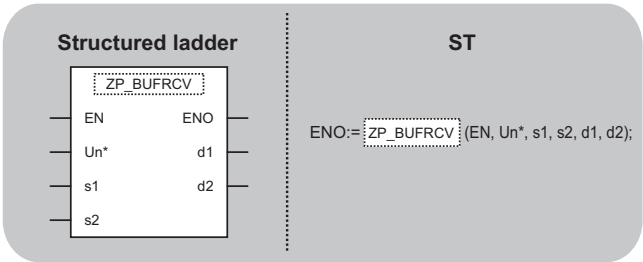 Structured ladder
ZP_BUFRCV
EN ENO
Un* d1
s1 d2
s2
ST
ENO:= ZP_BUFRCV (EN, Un*, s1, s2, d1, d2);